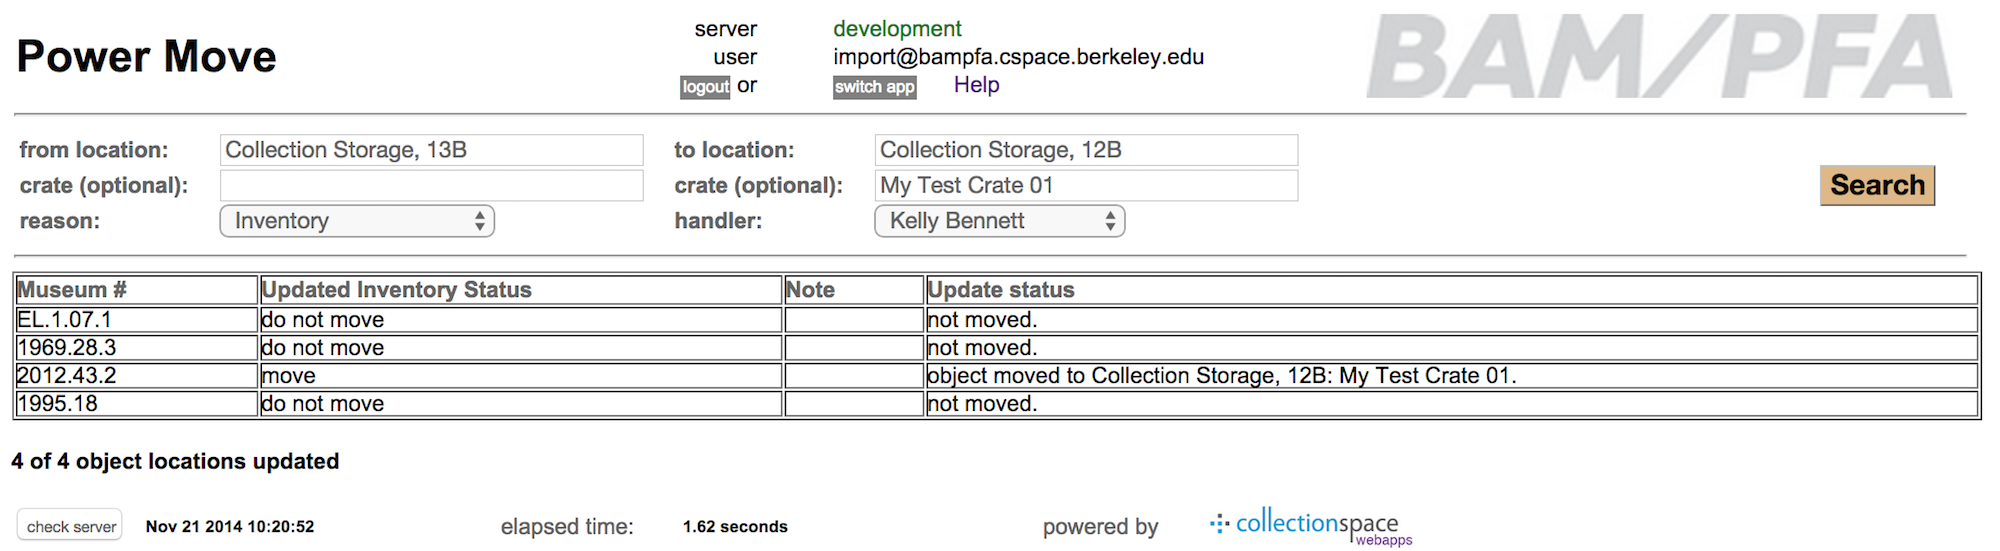 Power Move
server development
user import@bampfa.cspace.berkeley.edu
logout or switch app Help
BAM/PFA
from location: Collection Storage, 13B to location: Collection Storage, 12B
crate (optional): crate (optional): My Test Crate 01
Search
reason: Inventory handler: Kelly Bennett
Museum # Updated Inventory Status Note Update status
EL.1.07.1 do not move not moved.
1969.28.3 do not move not moved.
2012.43.2 move object moved to Collection Storage, 12B: My Test Crate 01.
1995.18 do not move not moved.
4 of 4 object locations updated
check server Nov 21 2014 10:20:52 elapsed time: 1.62 seconds powered by collectionspace
webapps